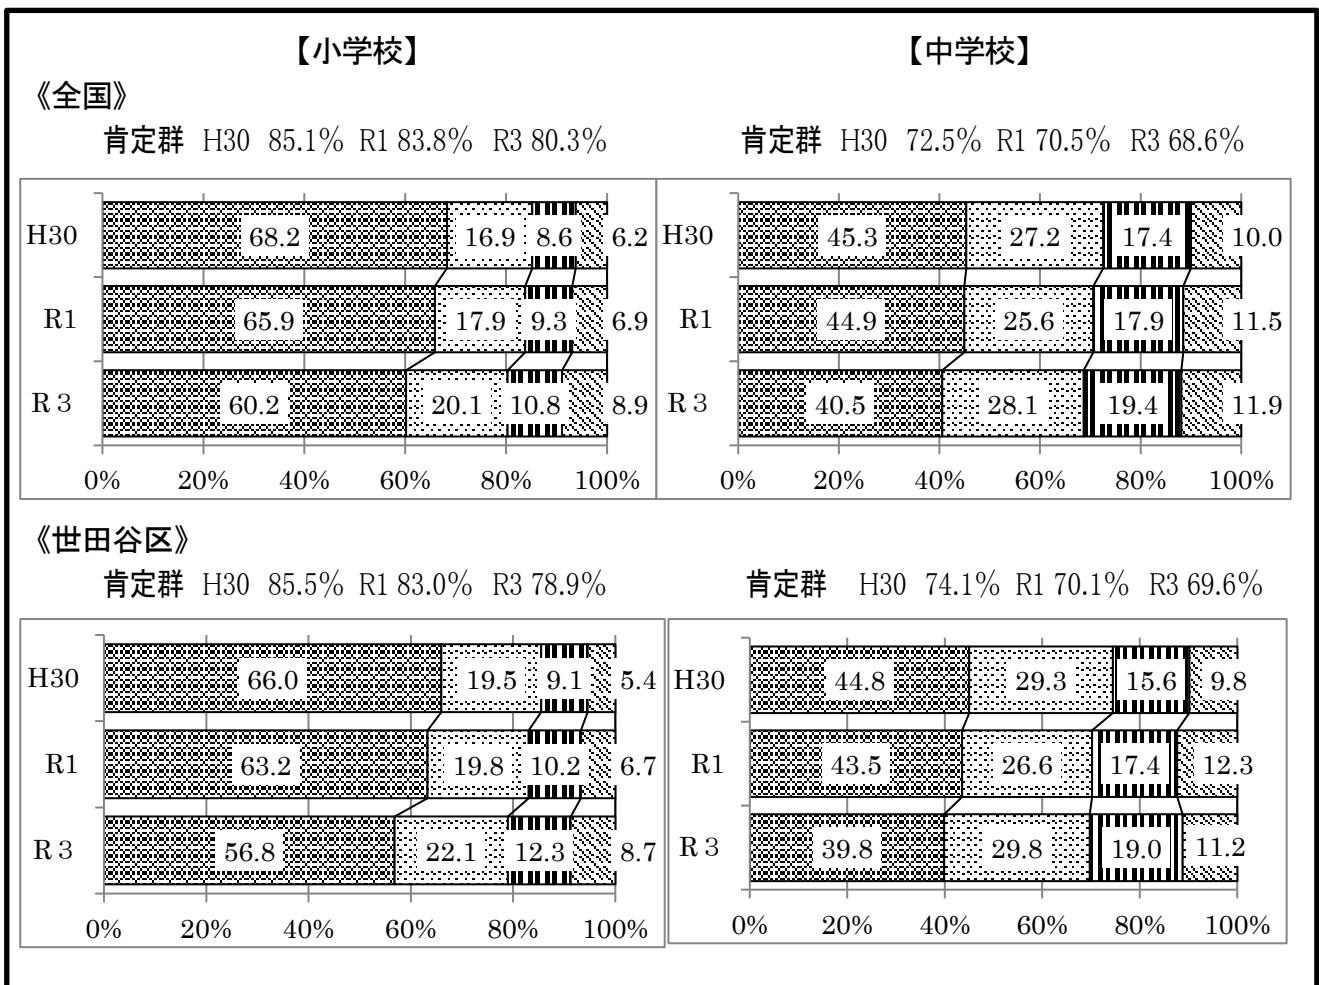 【小学校】 【中学校】
《全国》
肯定群 H30 85.1% R1 83.8% R3 80.3% 肯定群 H30 72.5% R1 70.5% R3 68.6%
H30 68.2 16.9 8.6 6.2 H30 45.3 27.2 17.4 10.0
R1 65.9 17.9 9.3 6.9 R1 44.9 25.6 17.9 11.5
R３ 60.2 20.1 10.8 8.9 R３ 40.5 28.1 19.4 11.9
0% 20% 40% 60% 80% 100% 0% 20% 40% 60% 80% 100%
《世田谷区》
肯定群 H30 85.5% R1 83.0% R3 78.9% 肯定群 H30 74.1% R1 70.1% R3 69.6%
H30 66.0 19.5 9.1 5.4 H30 44.8 29.3 15.6 9.8
R1 63.2 19.8 10.2 6.7 R1 43.5 26.6 17.4 12.3
R３ 56.8 22.1 12.3 8.7 R３ 39.8 29.8 19.0 11.2
0% 20% 40% 60% 80% 100% 0% 20% 40% 60% 80% 100%